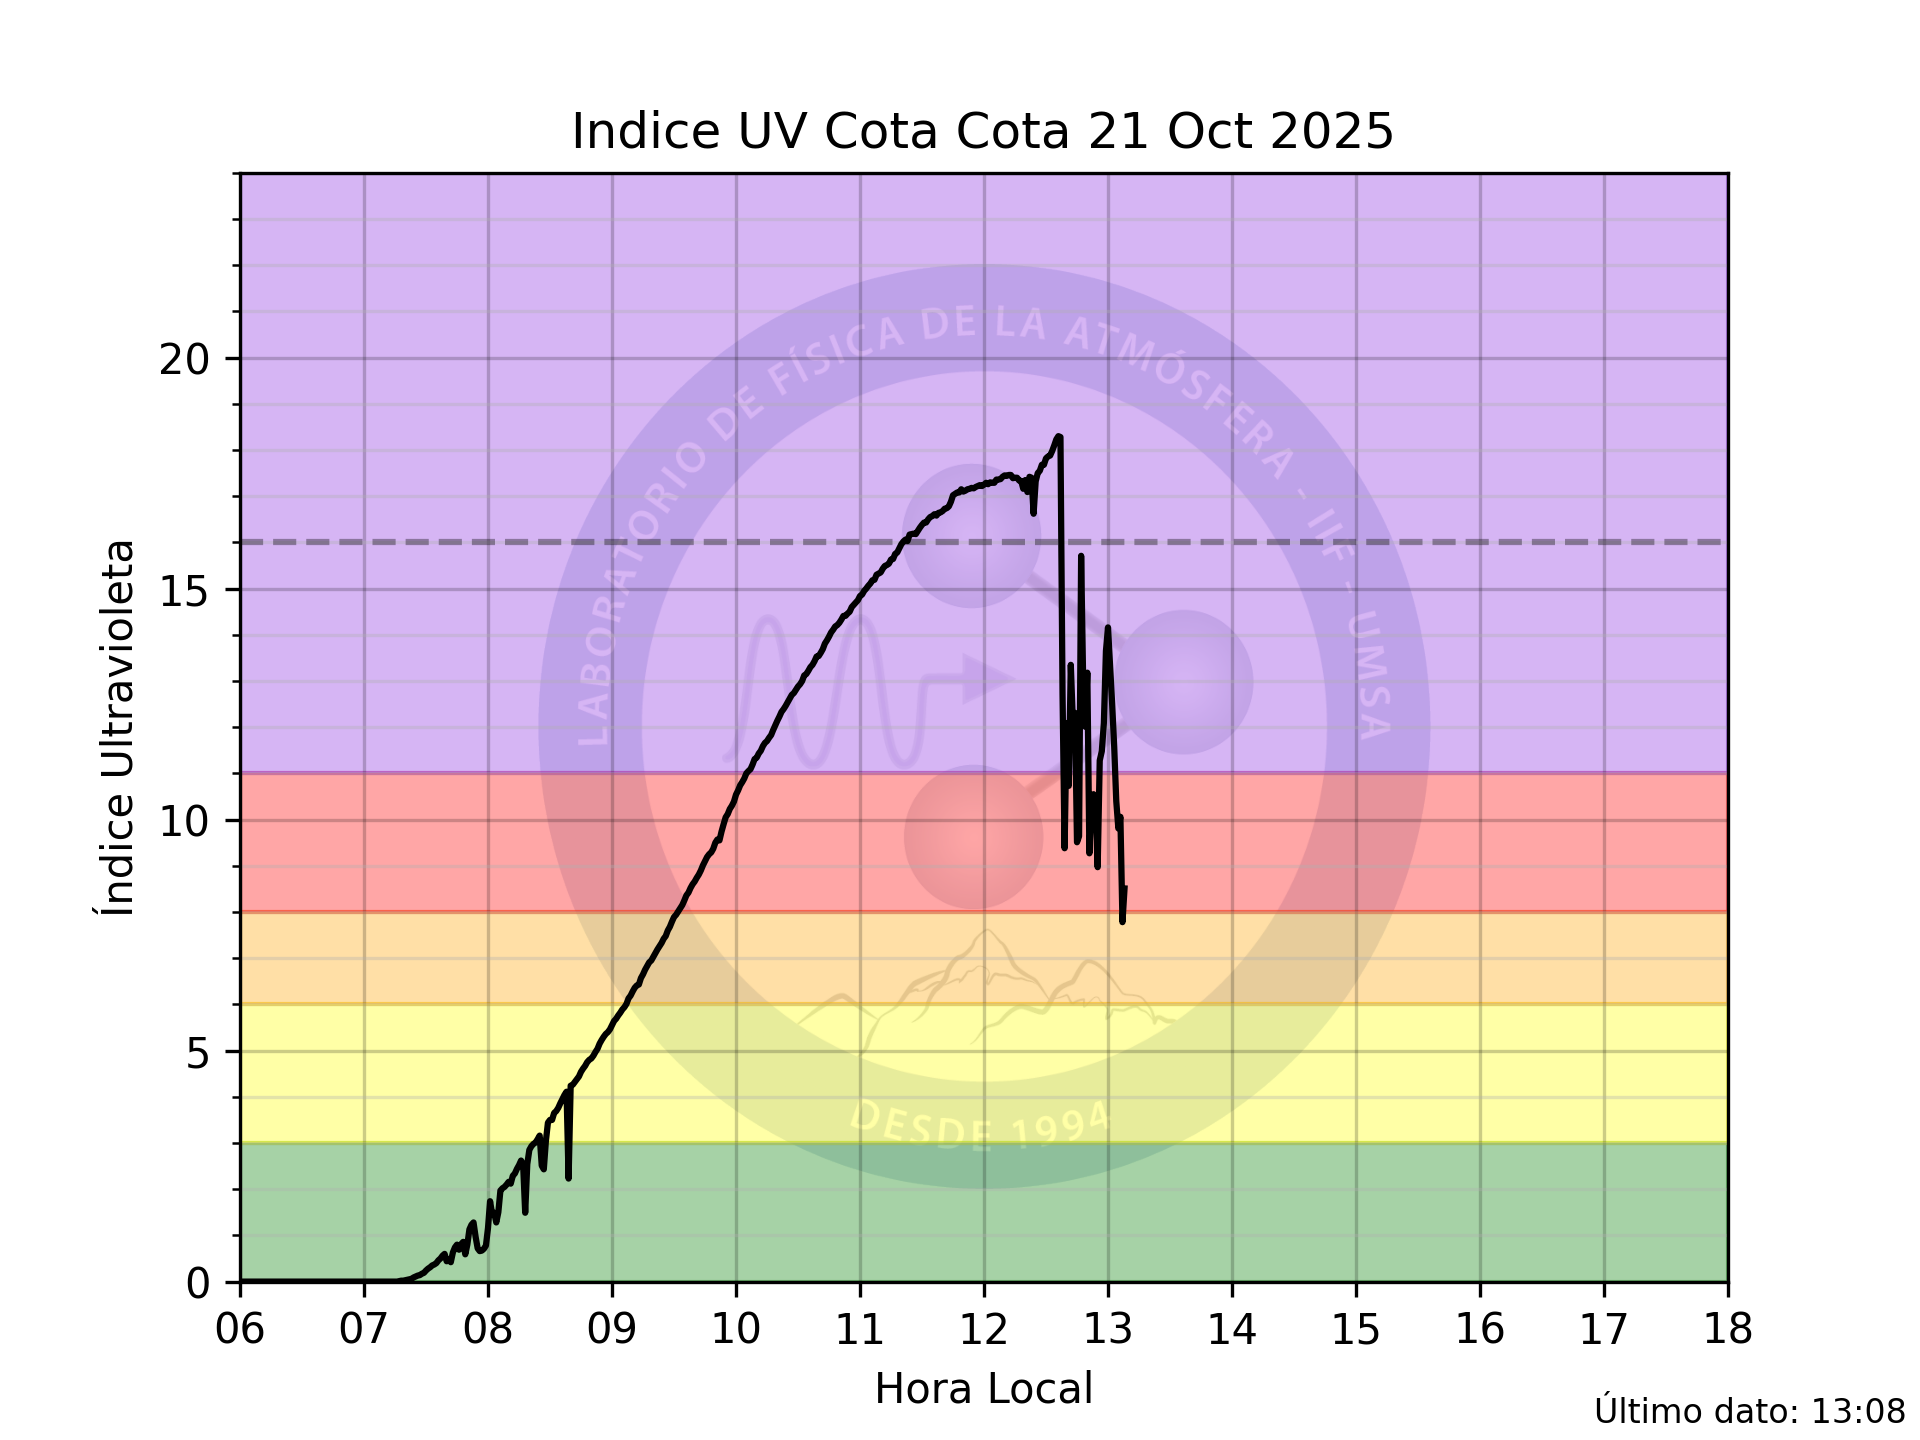 Indice UV Cota Cota 21 Oct 2025
Índice Ultravioleta
20
15
10
5
0
LABORATORIO DE FÍSICA DE LA ATMÓSFERA - IIF - UMSA
DESDE 1994
06 07 08 09 10 11 12 13 14 15 16 17 18
Hora Local
Último dato: 13:08